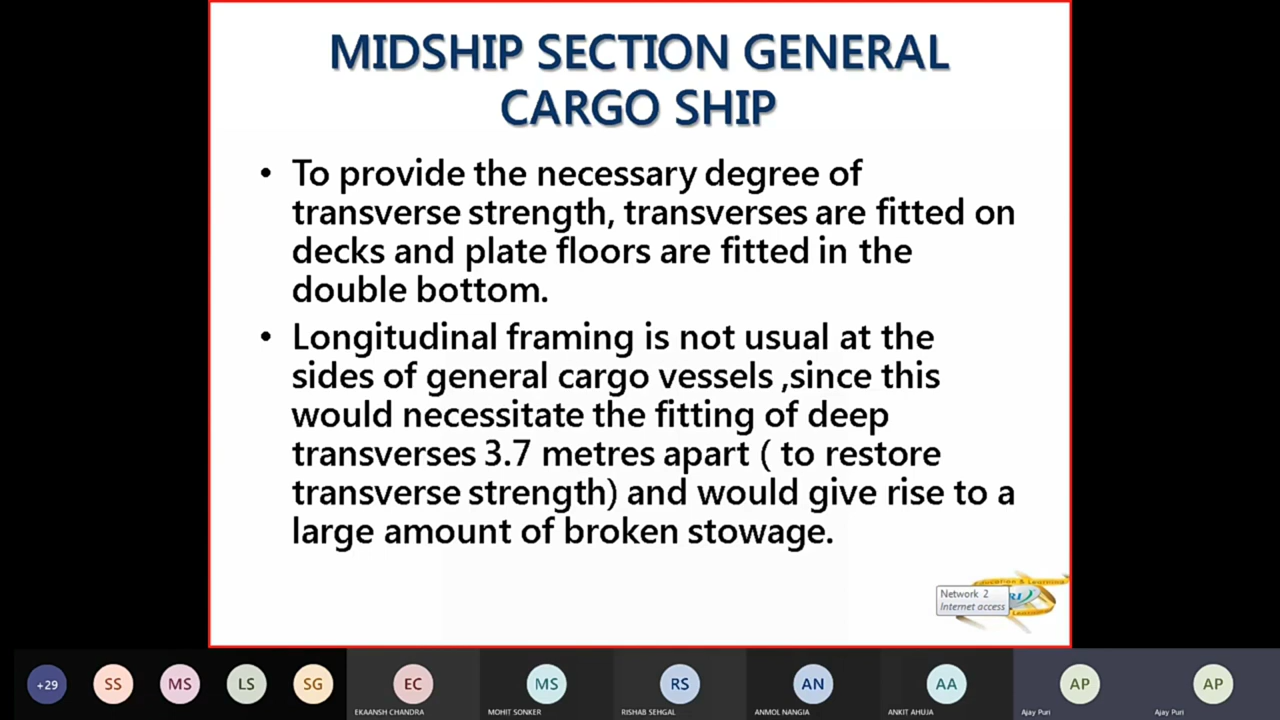 MIDSHIP SECTION GENERAL
CARGO SHIP
• To provide the necessary degree of
transverse strength, transverses are fitted on
decks and plate floors are fitted in the
double bottom.
• Longitudinal framing is not usual at the
sides of general cargo vessels ,since this
would necessitate the fitting of deep
transverses 3.7 metres apart ( to restore
transverse strength) and would give rise to a
large amount of broken stowage.
Education & Learning
Network 2
Internet access
+29
SS
MS
LS
SG
EC
MS
RS
AN
AA
AP
AP
EKAANSH CHANDRA
MOHIT SONKER
RISHAB SEHGAL
ANMOL NANGIA
ANKIT AHUJA
Ajay Puri
Ajay Puri